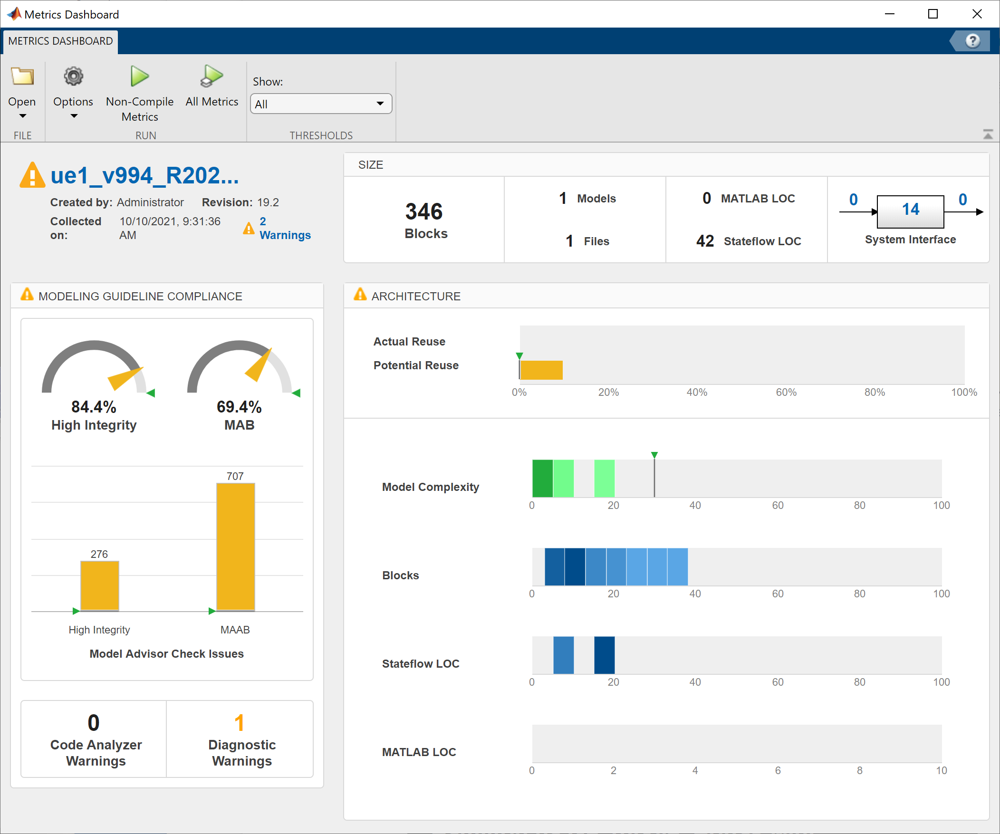 Metrics Dashboard
METRICS DASHBOARD
?
Open
Options
Non-Compile
Metrics
All Metrics
Show:
All
FILE
RUN
THRESHOLDS
ue1_v994_R202...
Created by: Administrator Revision: 19.2
Collected on: 10/10/2021, 9:31:36 AM
2 Warnings
SIZE
346
Blocks
1 Models
1 Files
0 MATLAB LOC
42 Stateflow LOC
0 14 0
System Interface
MODELING GUIDELINE COMPLIANCE
84.4%
High Integrity
69.4%
MAB
707
276
High Integrity MAAB
Model Advisor Check Issues
0
Code Analyzer
Warnings
1
Diagnostic
Warnings
ARCHITECTURE
Actual Reuse
Potential Reuse
0% 20% 40% 60% 80% 100%
Model Complexity
0 20 40 60 80 100
Blocks
0 20 40 60 80 100
Stateflow LOC
0 20 40 60 80 100
MATLAB LOC
0 2 4 6 8 10